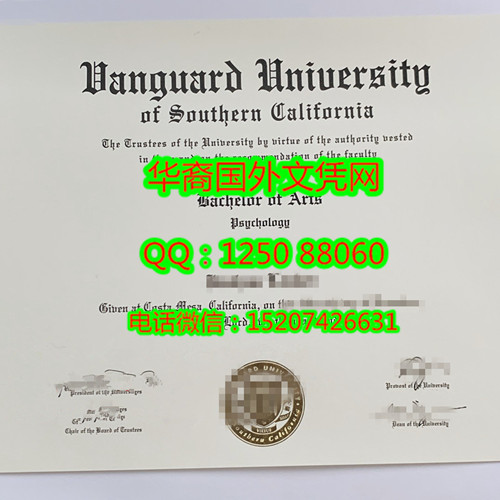 Vanguard University
of Southern California
The Trustees of the University by virtue of the authority vested
in the recommendation of the faculty
华裔国外文凭网
Bachelor of Arts
Psychology
QQ：1250 88060
Given at Costa Mesa, California, on the
电话微信：15207426631
Lord
President of the University
Provost of the University
Chair of the Board of Trustees
Dean of the University
Southern California